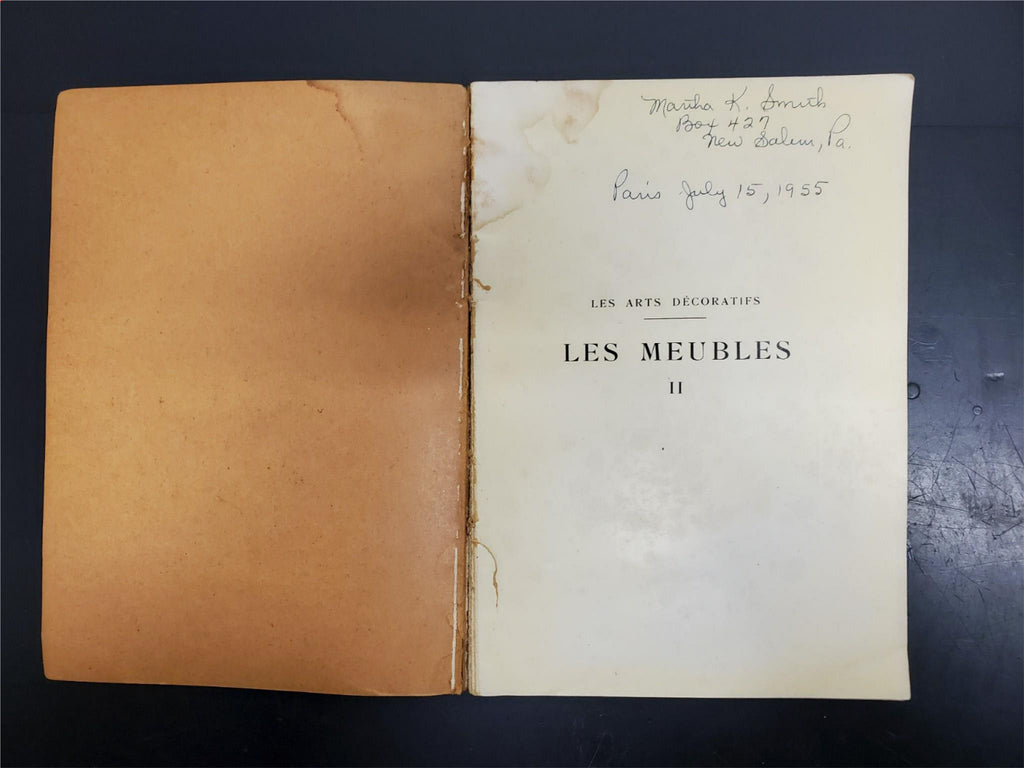 Martha K. Smith
Box 427
New Salem, Pa.
Paris July 15, 1955
LES ARTS DÉCORATIFS
LES MEUBLES
II